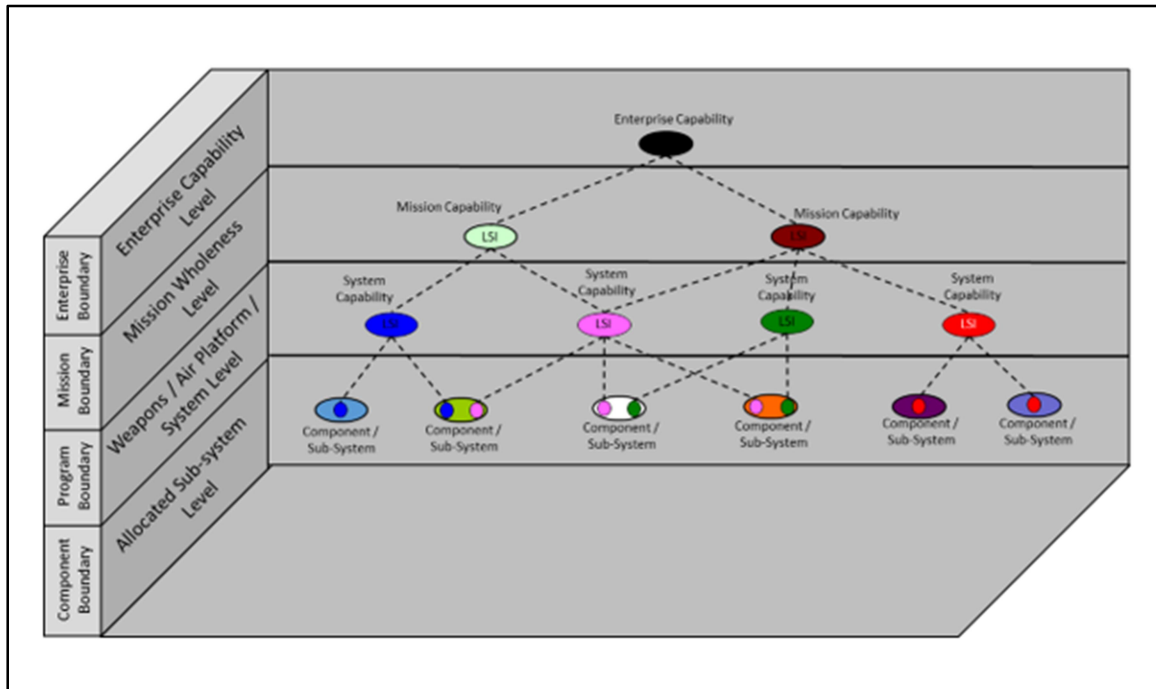 Enterprise Capability
Level
Mission Wholeness
Level
Weapons / Air Platform /
System Level
Allocated Sub-system
Level
Enterprise
Boundary
Mission
Boundary
Program
Boundary
Component
Boundary
Enterprise Capability
Mission Capability
LSI
Mission Capability
LSI
System
Capability
LSI
System
Capability
LSI
System
Capability
LSI
System
Capability
LSI
Component /
Sub-System
Component /
Sub-System
Component /
Sub-System
Component /
Sub-System
Component /
Sub-System
Component /
Sub-System